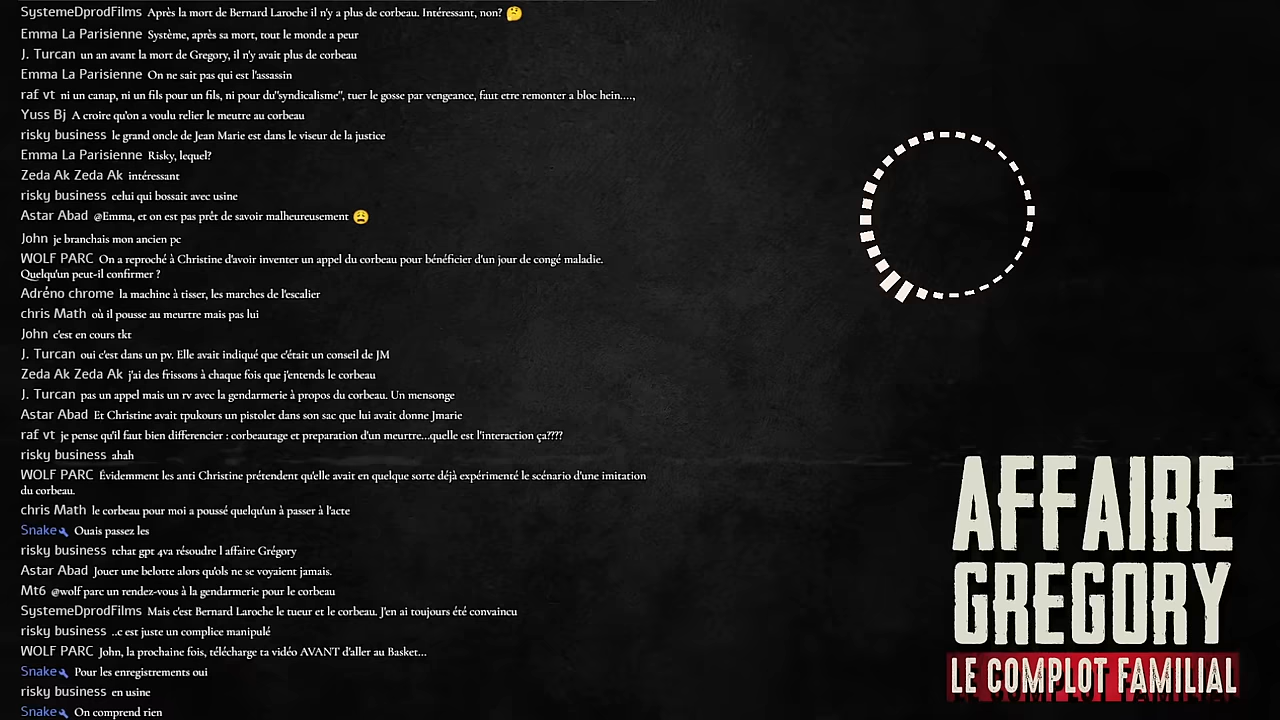 SystemeDprodFilms Après la mort de Bernard Laroche il n'y a plus de corbeau. Intéressant, non? 🤔
Emma La Parisienne Système, après sa mort, tout le monde a peur
J. Turcan un an avant la mort de Gregory, il n'y avait plus de corbeau
Emma La Parisienne On ne sait pas qui est l'assassin
raf vt ni un canap, ni un fils pour un fils, ni pour du"syndicalisme", tuer le gosse par vengeance, faut etre remonter a bloc hein....,
Yuss Bj A croire qu'on a voulu relier le meutre au corbeau
risky business le grand oncle de Jean Marie est dans le viseur de la justice
Emma La Parisienne Risky, lequel?
Zeda Ak Zeda Ak intéressant
risky business celui qui bossait avec usine
Astar Abad @Emma, et on est pas prêt de savoir malheureusement 😩
John je branchais mon ancien pc
WOLF PARC On a reproché à Christine d'avoir inventer un appel du corbeau pour bénéficier d'un jour de congé maladie.
Quelqu'un peut-il confirmer ?
Adréno chrome la machine à tisser, les marches de l'escalier
chris Math où il pousse au meurtre mais pas lui
John c'est en cours tkt
J. Turcan oui c'est dans un pv. Elle avait indiqué que c'était un conseil de JM
Zeda Ak Zeda Ak j'ai des frissons à chaque fois que j'entends le corbeau
J. Turcan pas un appel mais un rv avec la gendarmerie à propos du corbeau. Un mensonge
Astar Abad Et Christine avait tpukours un pistolet dans son sac que lui avait donne Jmarie
raf vt je pense qu'il faut bien differencier : corbeautage et preparation d'un meurtre...quelle est l'interaction ça????
risky business ahah
WOLF PARC Évidemment les anti Christine prétendent qu'elle avait en quelque sorte déjà expérimenté le scénario d'une imitation
du corbeau.
chris Math le corbeau pour moi a poussé quelqu'un à passer à l'acte
Snake Ouais passez les
risky business tchat gpt 4va résoudre l affaire Grégory
Astar Abad Jouer une belotte alors qu'ols ne se voyaient jamais.
Mt6 @wolf parc un rendez-vous à la gendarmerie pour le corbeau
SystemeDprodFilms Mais c'est Bernard Laroche le tueur et le corbeau. J'en ai toujours été convaincu
risky business ..c est juste un complice manipulé
WOLF PARC John, la prochaine fois, télécharge ta vidéo AVANT d'aller au Basket...
Snake Pour les enregistrements oui
risky business en usine
Snake On comprend rien
AFFAIRE
GREGORY
LE COMPLOT FAMILIAL